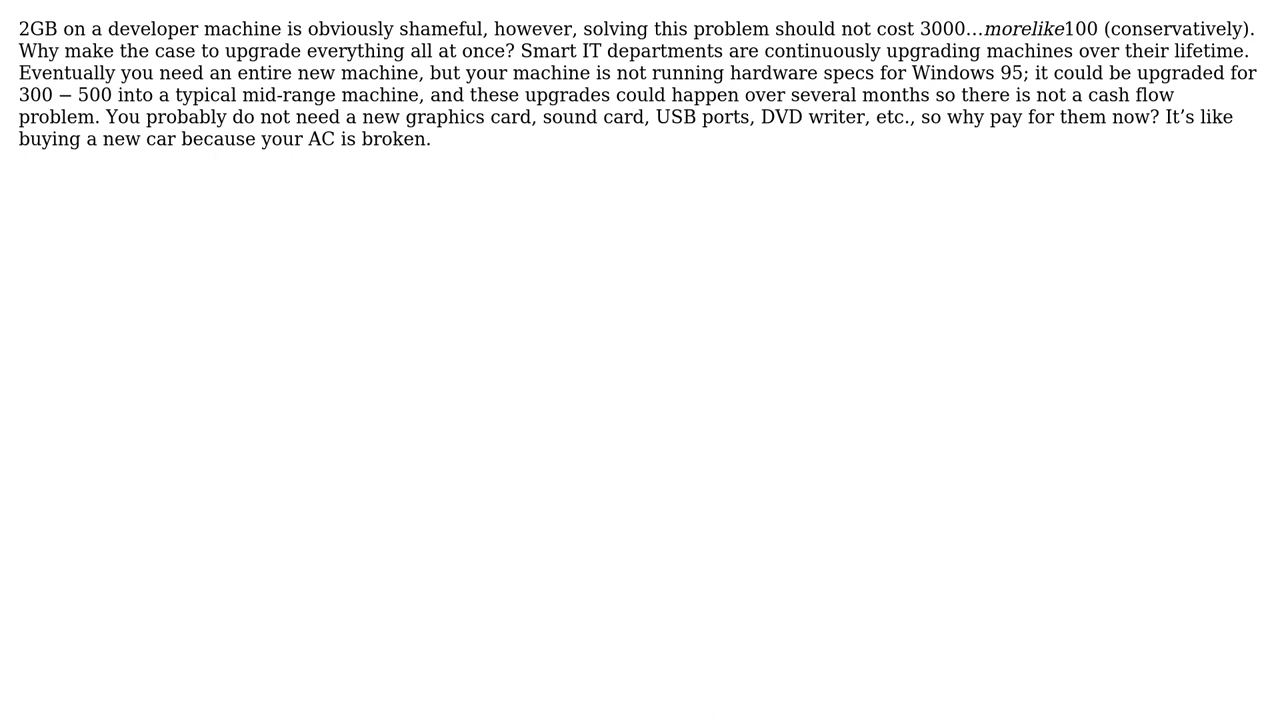 2GB on a developer machine is obviously shameful, however, solving this problem should not cost 3000…morelike100 (conservatively).
Why make the case to upgrade everything all at once? Smart IT departments are continuously upgrading machines over their lifetime.
Eventually you need an entire new machine, but your machine is not running hardware specs for Windows 95; it could be upgraded for
300 − 500 into a typical mid-range machine, and these upgrades could happen over several months so there is not a cash flow
problem. You probably do not need a new graphics card, sound card, USB ports, DVD writer, etc., so why pay for them now? It’s like
buying a new car because your AC is broken.